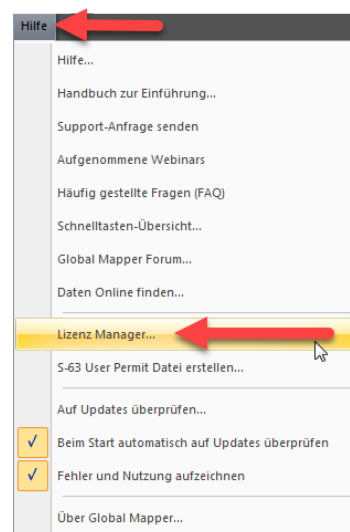 Hilfe
Hilfe...
Handbuch zur Einführung...
Support-Anfrage senden
Aufgenommene Webinars
Häufig gestellte Fragen (FAQ)
Schnelltasten-Übersicht...
Global Mapper Forum...
Daten Online finden...
Lizenz Manager...
S-63 User Permit Datei erstellen...
Auf Updates überprüfen...
Beim Start automatisch auf Updates überprüfen
Fehler und Nutzung aufzeichnen
Über Global Mapper...